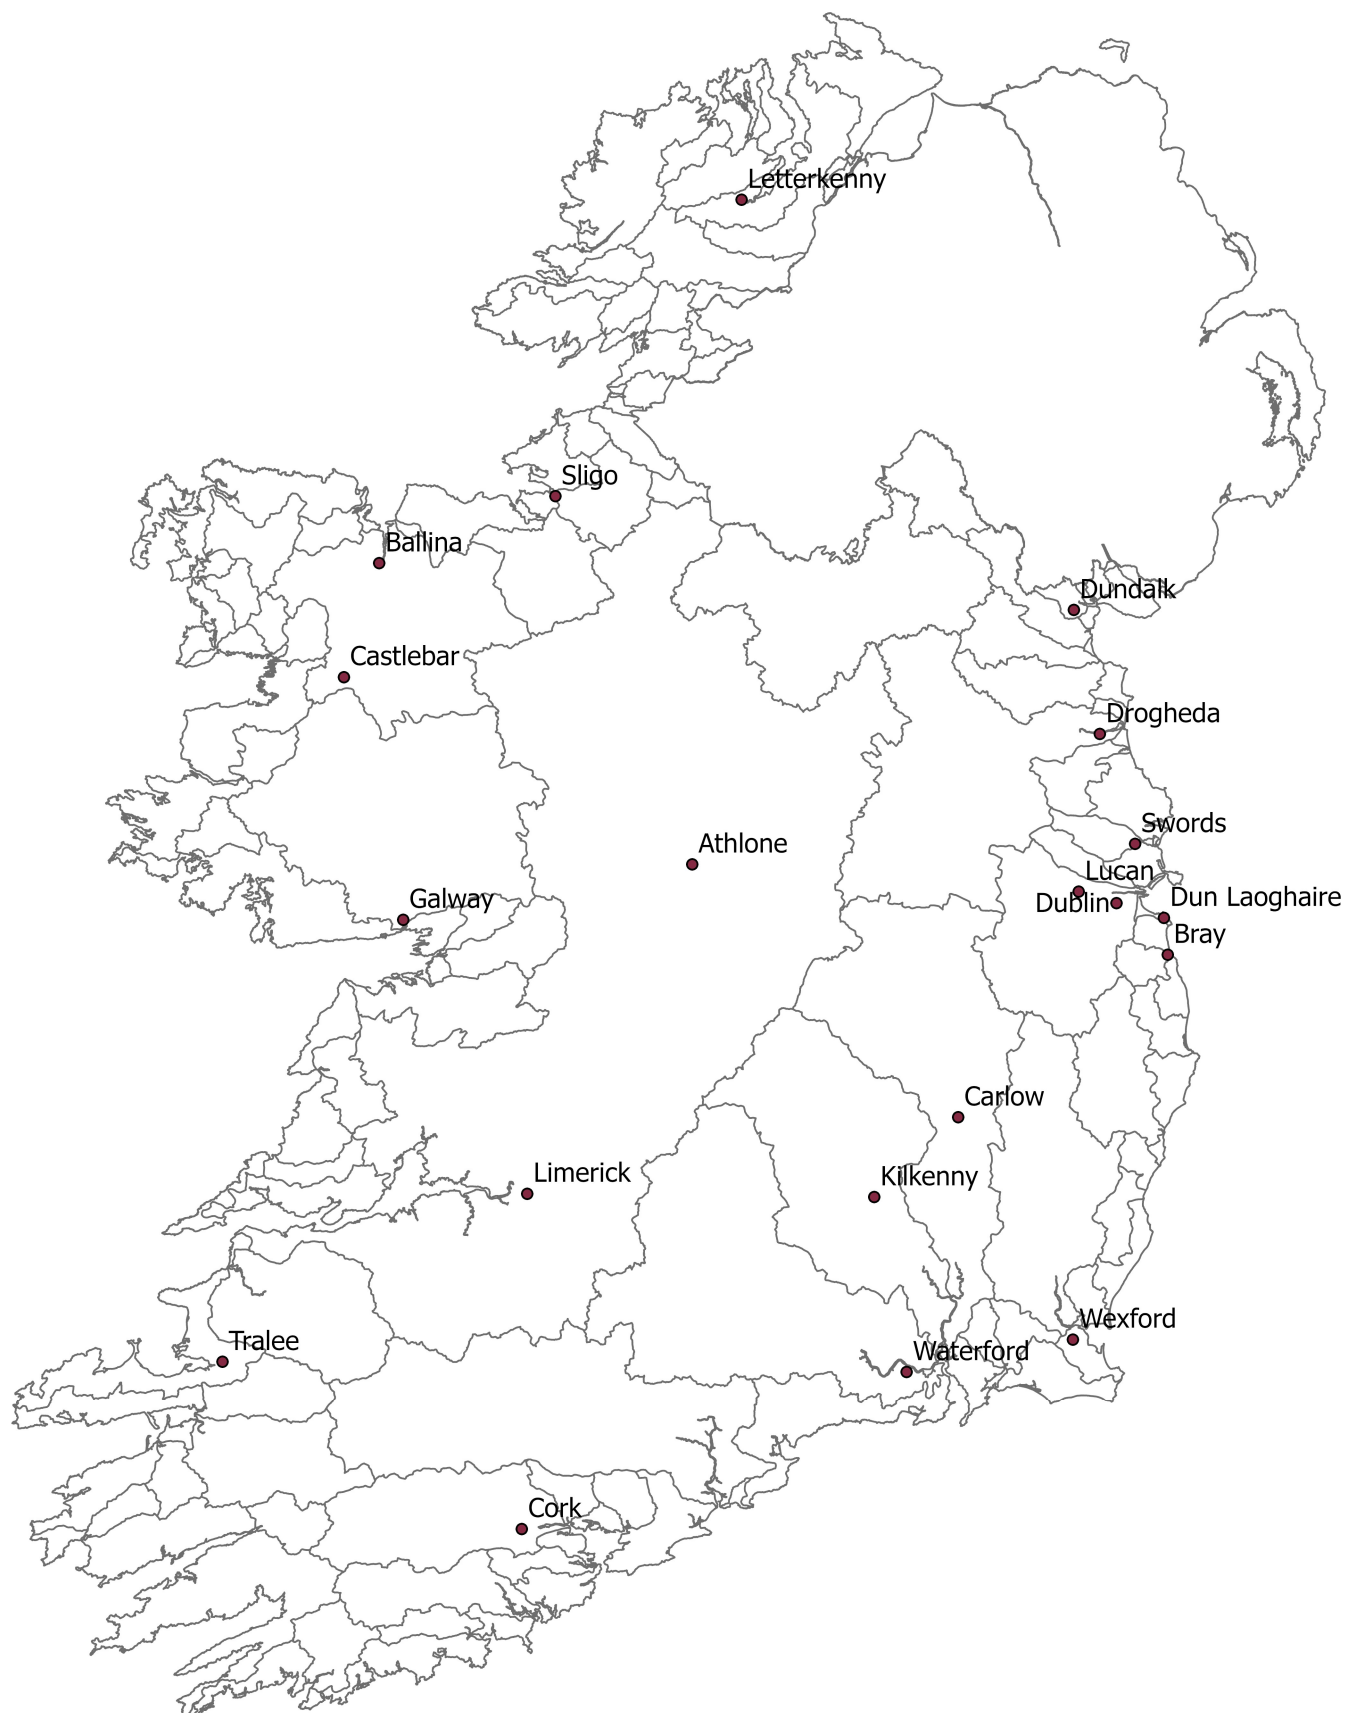 Letterkenny
Sligo
Ballina
Dundalk
Castlebar
Drogheda
Swords
Athlone
Lucan
Dun Laoghaire
Galway
Dublin
Bray
Carlow
Limerick
Kilkenny
Wexford
Tralee
Waterford
Cork